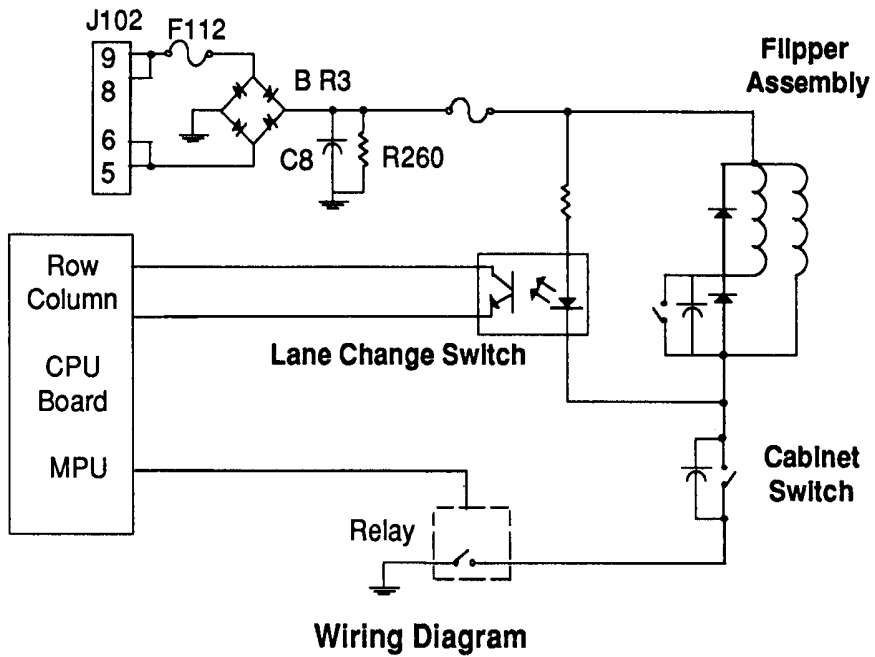 J102
F112
9
8
6
5
B R3
C8
R260
Flipper
Assembly
Row
Column
CPU
Board
MPU
Lane Change Switch
Cabinet
Switch
Relay
Wiring Diagram